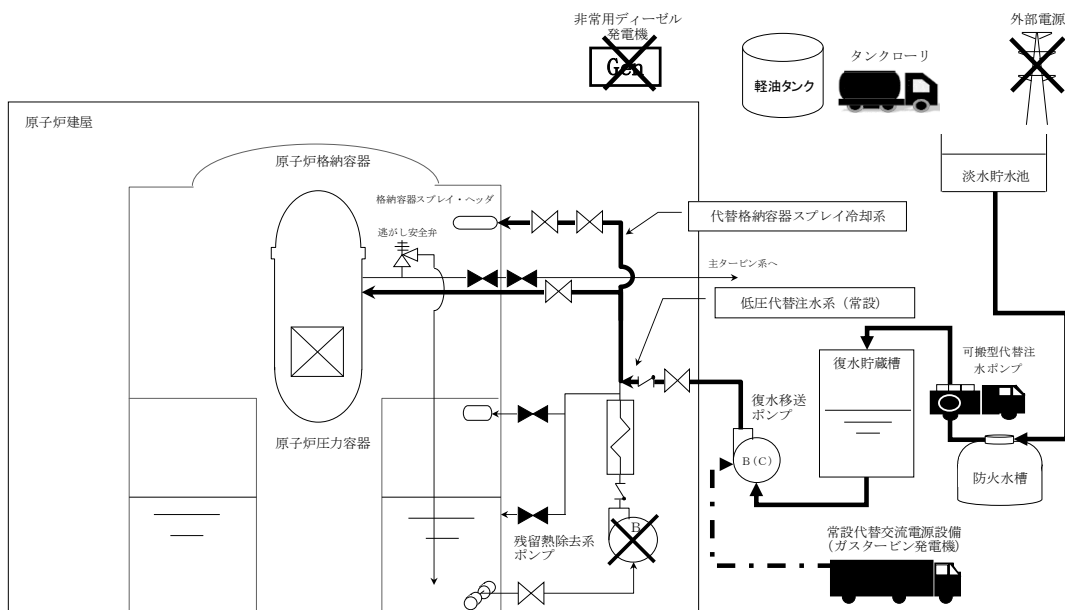 非常用ディーゼル
発電機
Gen
軽油タンク
タンクローリ
外部電源
原子炉建屋
原子炉格納容器
淡水貯水池
格納容器スプレイ・ヘッダ
代替格納容器スプレイ冷却系
逃がし安全弁
主タービン系へ
低圧代替注水系（常設）
復水貯蔵槽
可搬型代替注
水ポンプ
復水移送
ポンプ
原子炉圧力容器
B(C)
防火水槽
B
残留熱除去系
ポンプ
常設代替交流電源設備
(ガスタービン発電機)